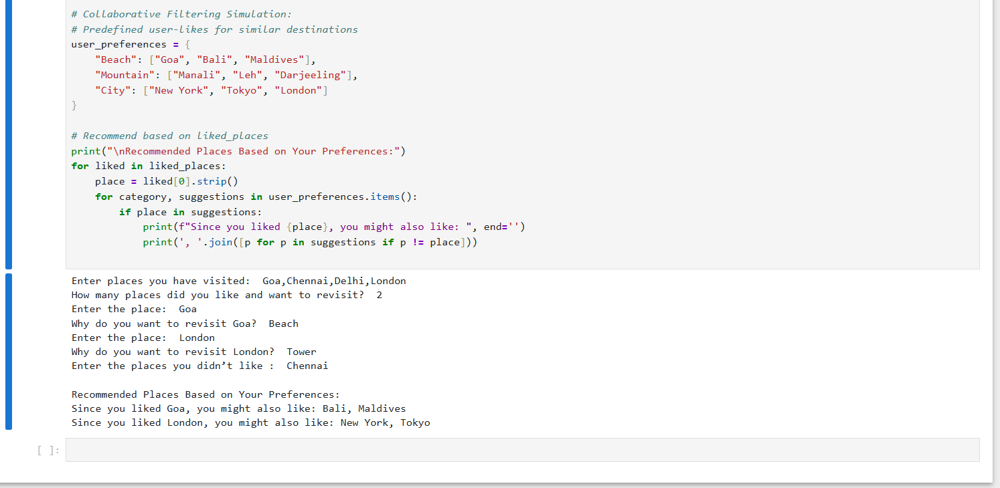 # Collaborative Filtering Simulation:
# Predefined user-likes for similar destinations
user_preferences = {
    "Beach": ["Goa", "Bali", "Maldives"],
    "Mountain": ["Manali", "Leh", "Darjeeling"],
    "City": ["New York", "Tokyo", "London"]
}

# Recommend based on liked_places
print("\nRecommended Places Based on Your Preferences:")
for liked in liked_places:
    place = liked[0].strip()
    for category, suggestions in user_preferences.items():
        if place in suggestions:
            print(f"Since you liked {place}, you might also like: ", end='')
            print(', '.join([p for p in suggestions if p != place]))

Enter places you have visited:  Goa,Chennai,Delhi,London
How many places did you like and want to revisit?  2
Enter the place:  Goa
Why do you want to revisit Goa?  Beach
Enter the place:  London
Why do you want to revisit London?  Tower
Enter the places you didn’t like :  Chennai

Recommended Places Based on Your Preferences:
Since you liked Goa, you might also like: Bali, Maldives
Since you liked London, you might also like: New York, Tokyo
[ ]: